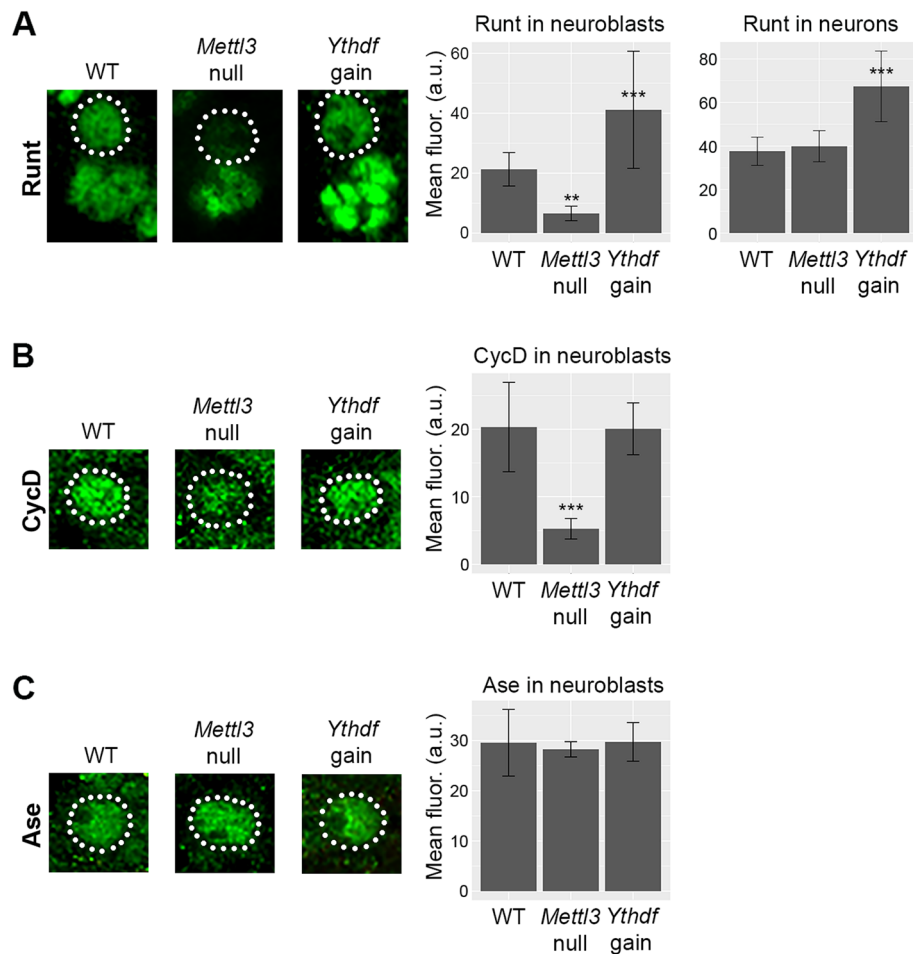 A
WT
Mettl3
null
Ythdf
gain
Runt
Runt in neuroblasts
Mean fluor. (a.u.)
60
40
20
0
***
**
WT
Mettl3
null
Ythdf
gain
Runt in neurons
80
60
40
20
0
***
WT
Mettl3
null
Ythdf
gain
B
WT
Mettl3
null
Ythdf
gain
CycD
CycD in neuroblasts
Mean fluor. (a.u.)
20
10
0
***
WT
Mettl3
null
Ythdf
gain
C
WT
Mettl3
null
Ythdf
gain
Ase
Ase in neuroblasts
Mean fluor. (a.u.)
30
20
10
0
WT
Mettl3
null
Ythdf
gain